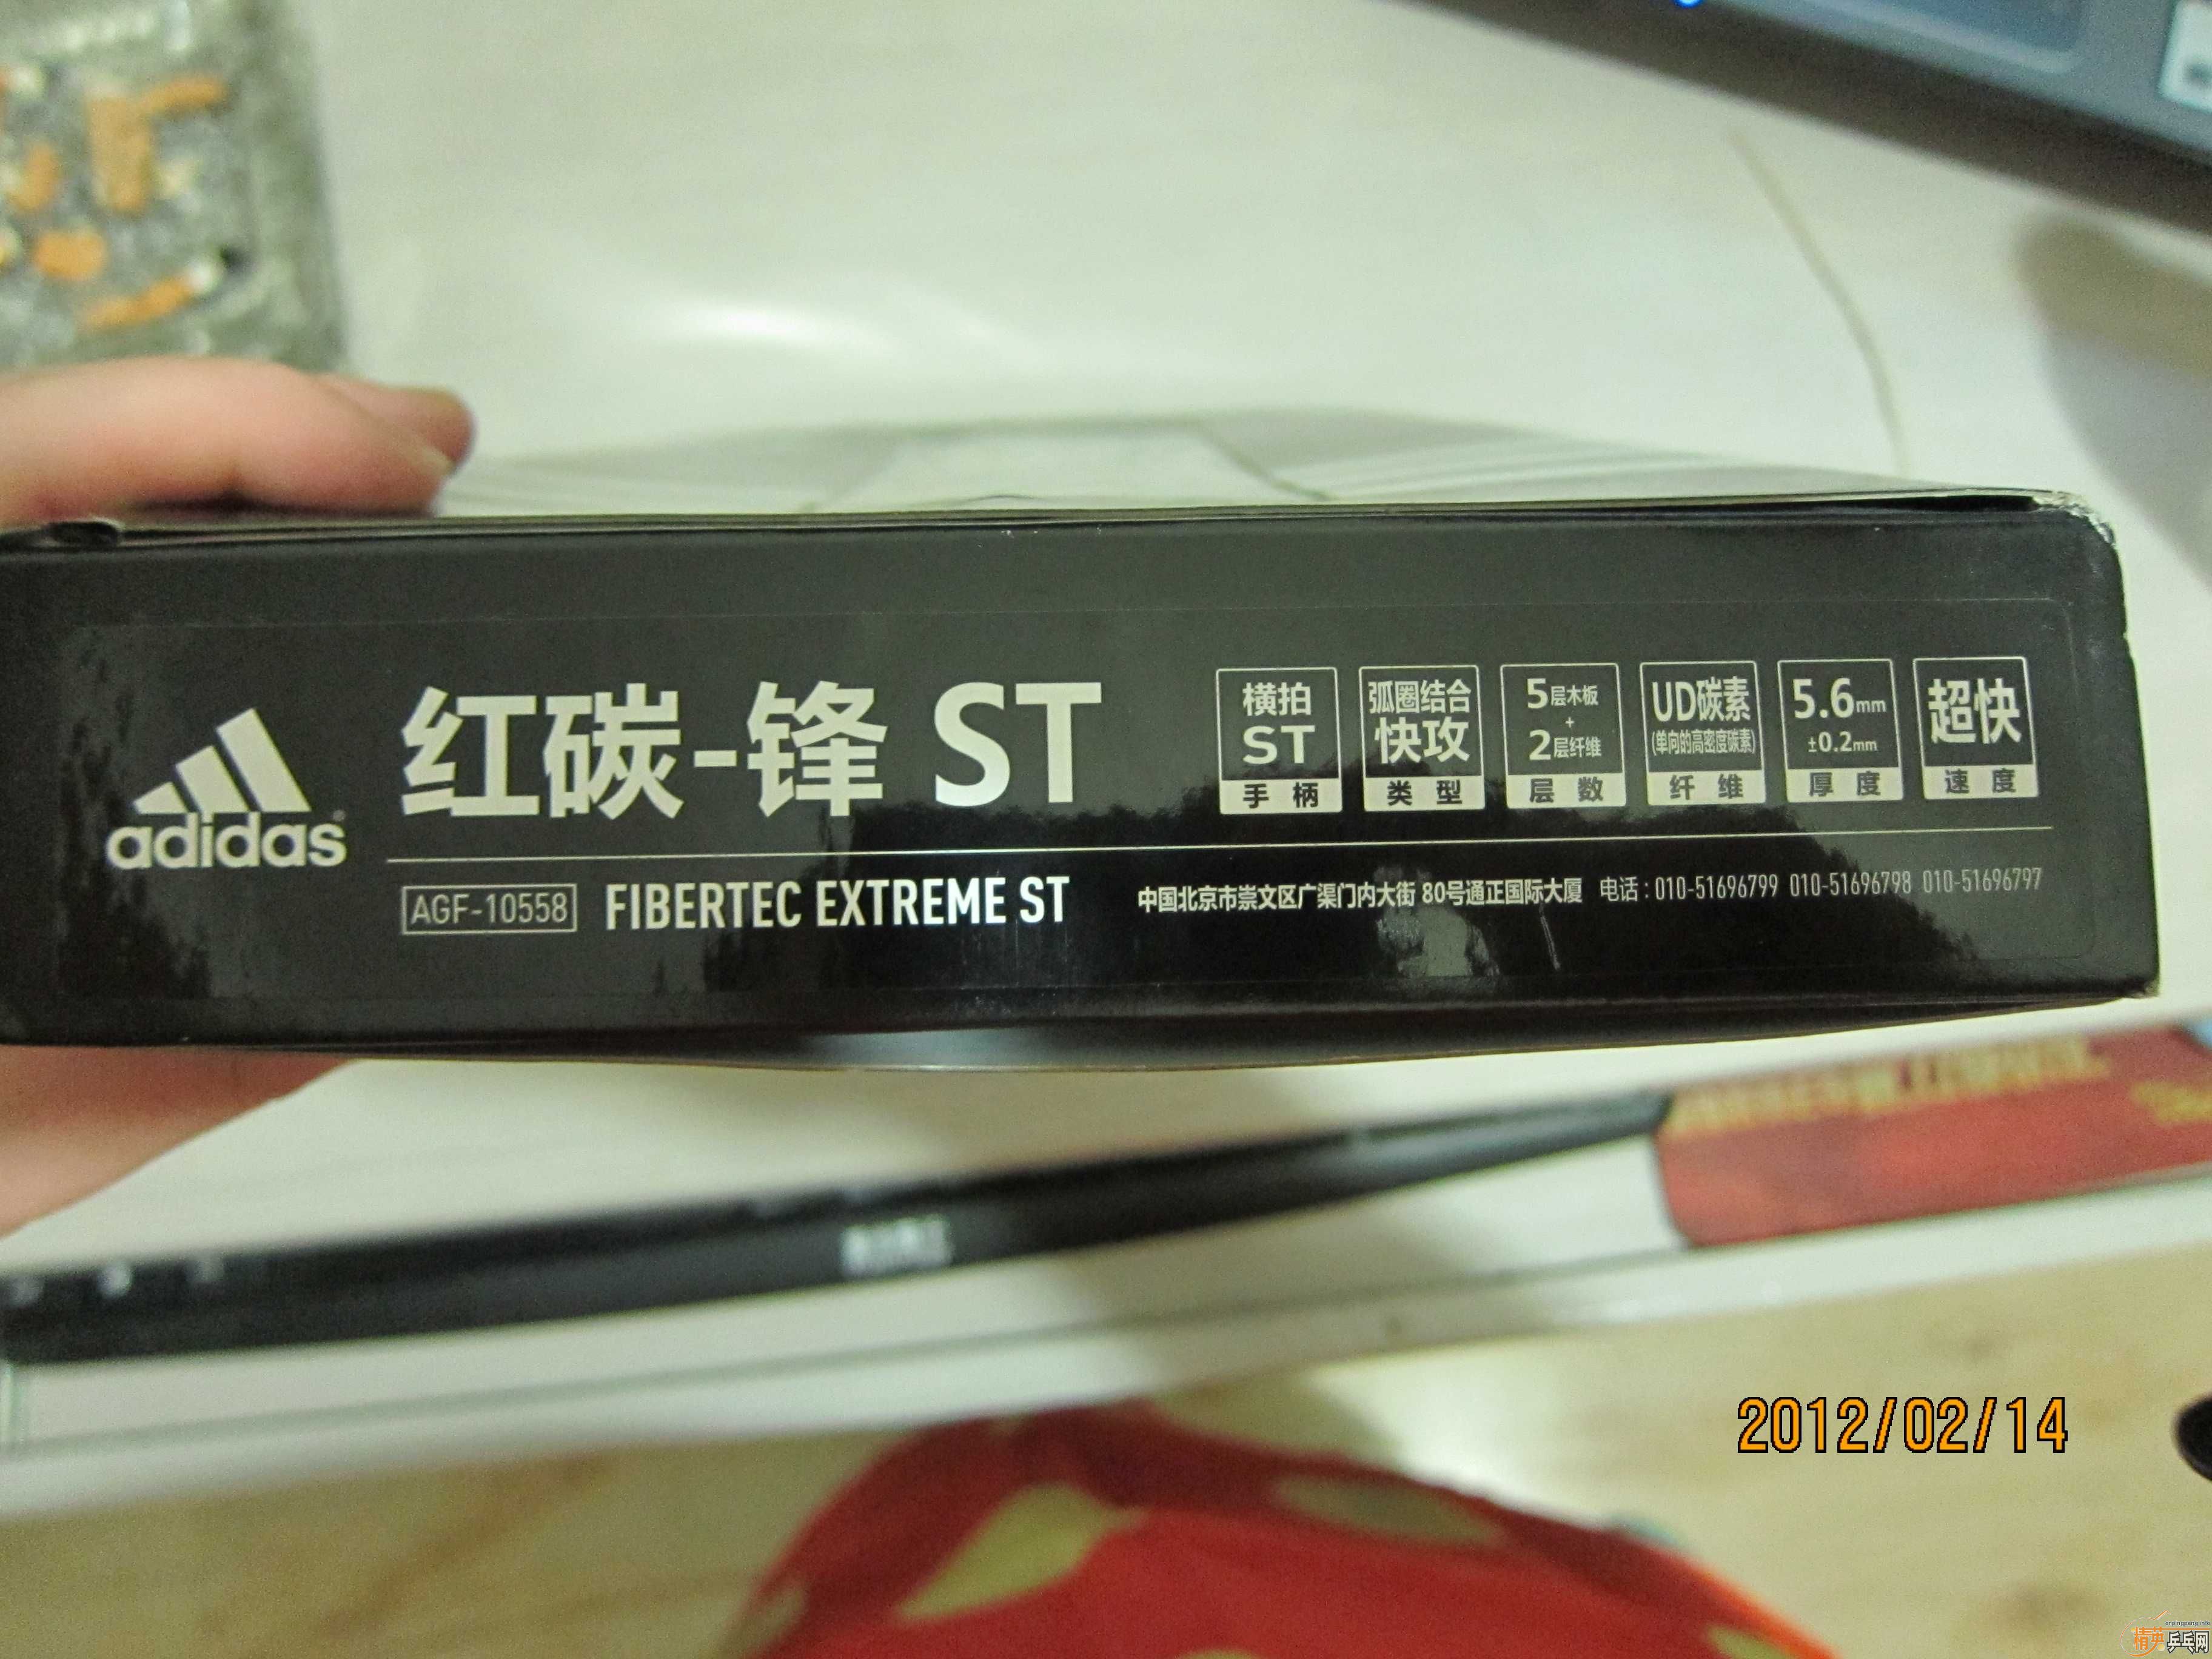 adidas
红碳-锋 ST
横拍
ST
手柄
弧圈结合
快攻
类型
5层木板
+
2层纤维
层数
UD碳素
(单向的高密度碳素)
纤维
5.6mm
±0.2mm
厚度
超快
速度
AGF-10558 FIBERTEC EXTREME ST
中国北京市崇文区广渠门内大街 80号通正国际大厦 电话:010-51696799 010-51696798 010-51696797
2012/02/14
精英乒乓网